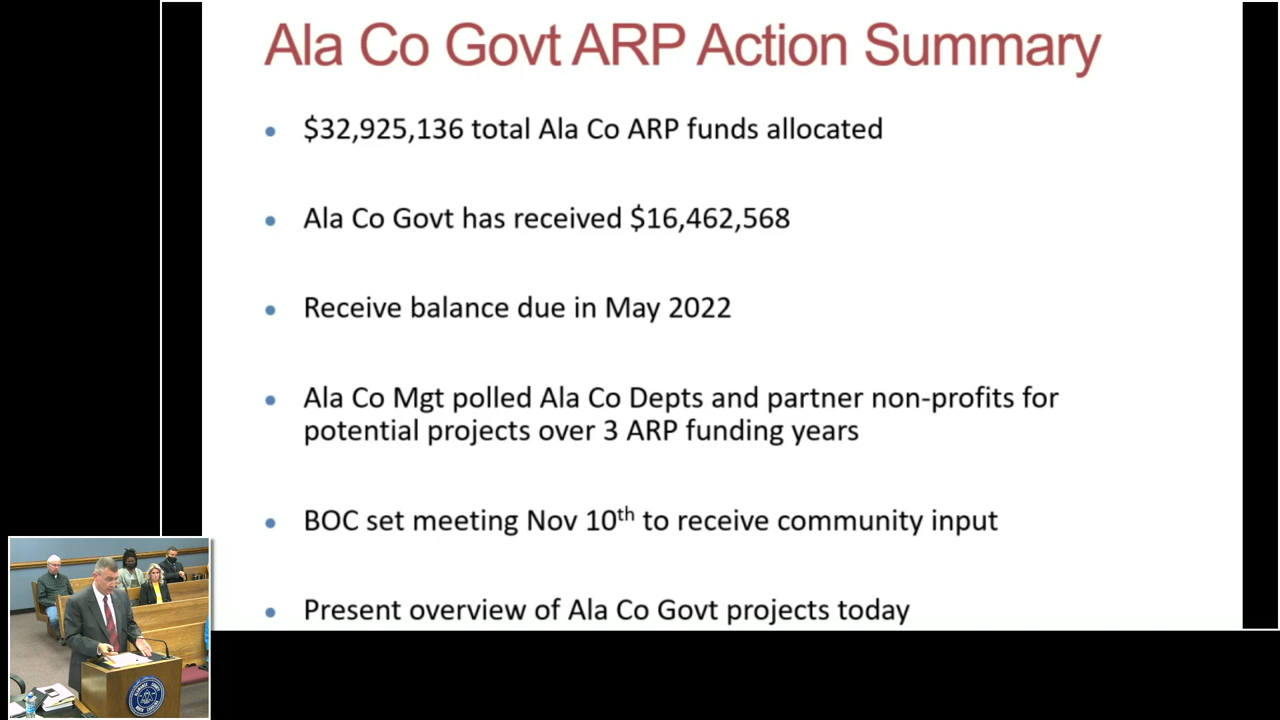 Ala Co Govt ARP Action Summary
• $32,925,136 total Ala Co ARP funds allocated
• Ala Co Govt has received $16,462,568
• Receive balance due in May 2022
• Ala Co Mgt polled Ala Co Depts and partner non-profits for
potential projects over 3 ARP funding years
• BOC set meeting Nov 10th to receive community input
• Present overview of Ala Co Govt projects today